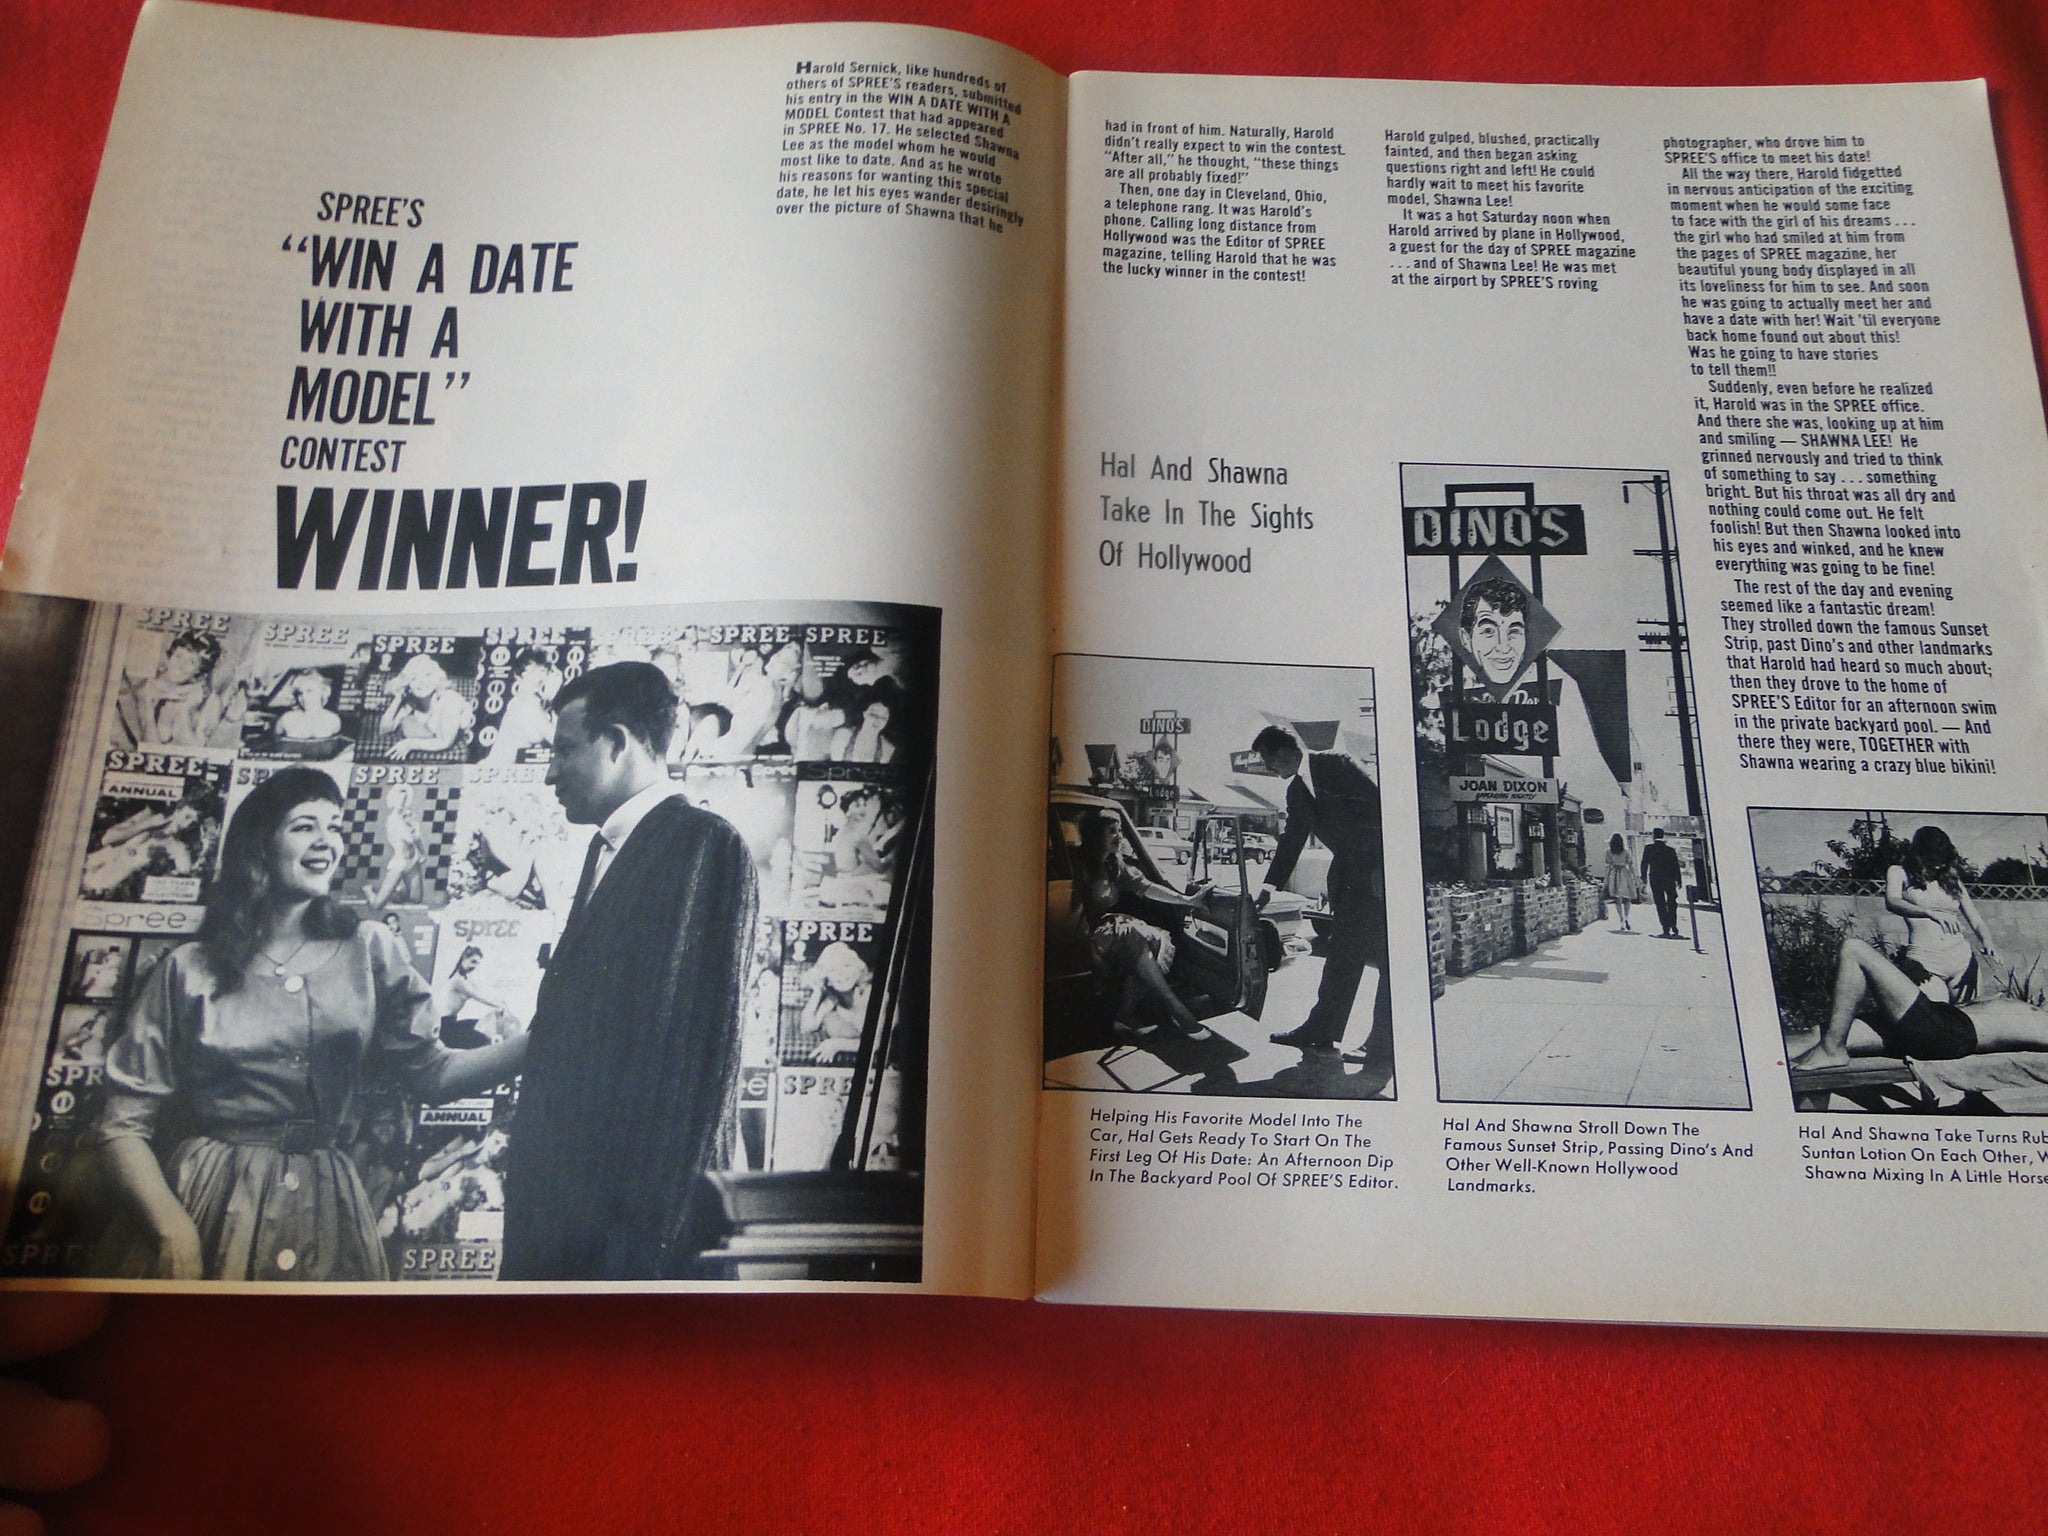 SPREE'S
“WIN A DATE
WITH A
MODEL”
CONTEST
WINNER!
Harold Sernick, like hundreds of
others of SPREE'S readers, submitted
his entry in the WIN A DATE WITH A
MODEL Contest that had appeared
in SPREE No. 17. He selected Shawna
Lee as the model whom he would
most like to date. And as he wrote
his reasons for wanting this special
date, he let his eyes wander desiringly
over the picture of Shawna that he
SPREE
SPREE
SPREE
SPREE
SPREE
SPREE
SPREE
ANNUAL
SP
SPREE
SPREE
Spree
Spree
spree
SPREE
SPR
ANNUAL
SPREE
SPREE
SPREE
had in front of him. Naturally, Harold
didn't really expect to win the contest.
“After all,” he thought, “these things
are all probably fixed!”
Then, one day in Cleveland, Ohio,
a telephone rang. It was Harold's
phone. Calling long distance from
Hollywood was the Editor of SPREE
magazine, telling Harold that he was
the lucky winner in the contest!
Harold gulped, blushed, practically
fainted, and then began asking
questions right and left! He could
hardly wait to meet his favorite
model, Shawna Lee!
It was a hot Saturday noon when
Harold arrived by plane in Hollywood,
a guest for the day of SPREE magazine
. . . and of Shawna Lee! He was met
at the airport by SPREE'S roving
photographer, who drove him to
SPREE'S office to meet his date!
All the way there, Harold fidgetted
in nervous anticipation of the exciting
moment when he would some face
to face with the girl of his dreams . . .
the girl who had smiled at him from
the pages of SPREE magazine, her
beautiful young body displayed in all
its loveliness for him to see. And soon
he was going to actually meet her and
have a date with her! Wait 'til everyone
back home found out about this!
Was he going to have stories
to tell them!!
Suddenly, even before he realized
it, Harold was in the SPREE office.
And there she was, looking up at him
and smiling — SHAWNA LEE! He
grinned nervously and tried to think
of something to say . . . something
bright. But his throat was all dry and
nothing could come out. He felt
foolish! But then Shawna looked into
his eyes and winked, and he knew
everything was going to be fine!
The rest of the day and evening
seemed like a fantastic dream!
They strolled down the famous Sunset
Strip, past Dino's and other landmarks
that Harold had heard so much about;
then they drove to the home of
SPREE'S Editor for an afternoon swim
in the private backyard pool. — And
there they were, TOGETHER with
Shawna wearing a crazy blue bikini!
Hal And Shawna
Take In The Sights
Of Hollywood
DINO'S
Lodge
DINO'S
Lodge
JOAN DIXON
APPEARING NIGHTLY
Helping His Favorite Model Into The
Car, Hal Gets Ready To Start On The
First Leg Of His Date: An Afternoon Dip
In The Backyard Pool Of SPREE'S Editor.
Hal And Shawna Stroll Down The
Famous Sunset Strip, Passing Dino's And
Other Well-Known Hollywood
Landmarks.
Hal And Shawna Take Turns Rub
Suntan Lotion On Each Other, W
Shawna Mixing In A Little Horse